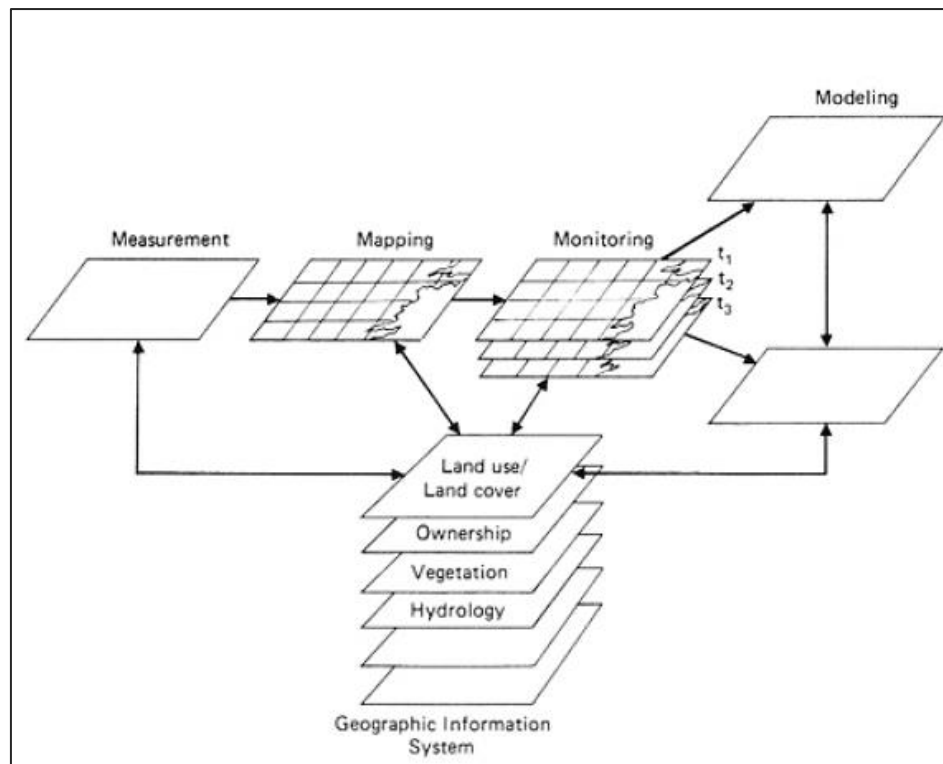 Modeling
Measurement
Mapping
Monitoring
t1
t2
t3
Land use/
Land cover
Ownership
Vegetation
Hydrology
Geographic Information
System